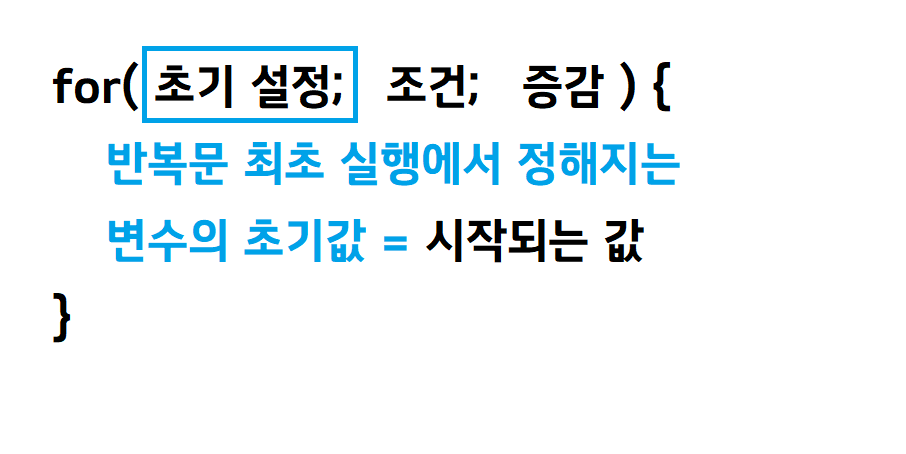 for( 초기 설정; 조건; 증감 ) {
반복문 최초 실행에서 정해지는
변수의 초기값 = 시작되는 값
}